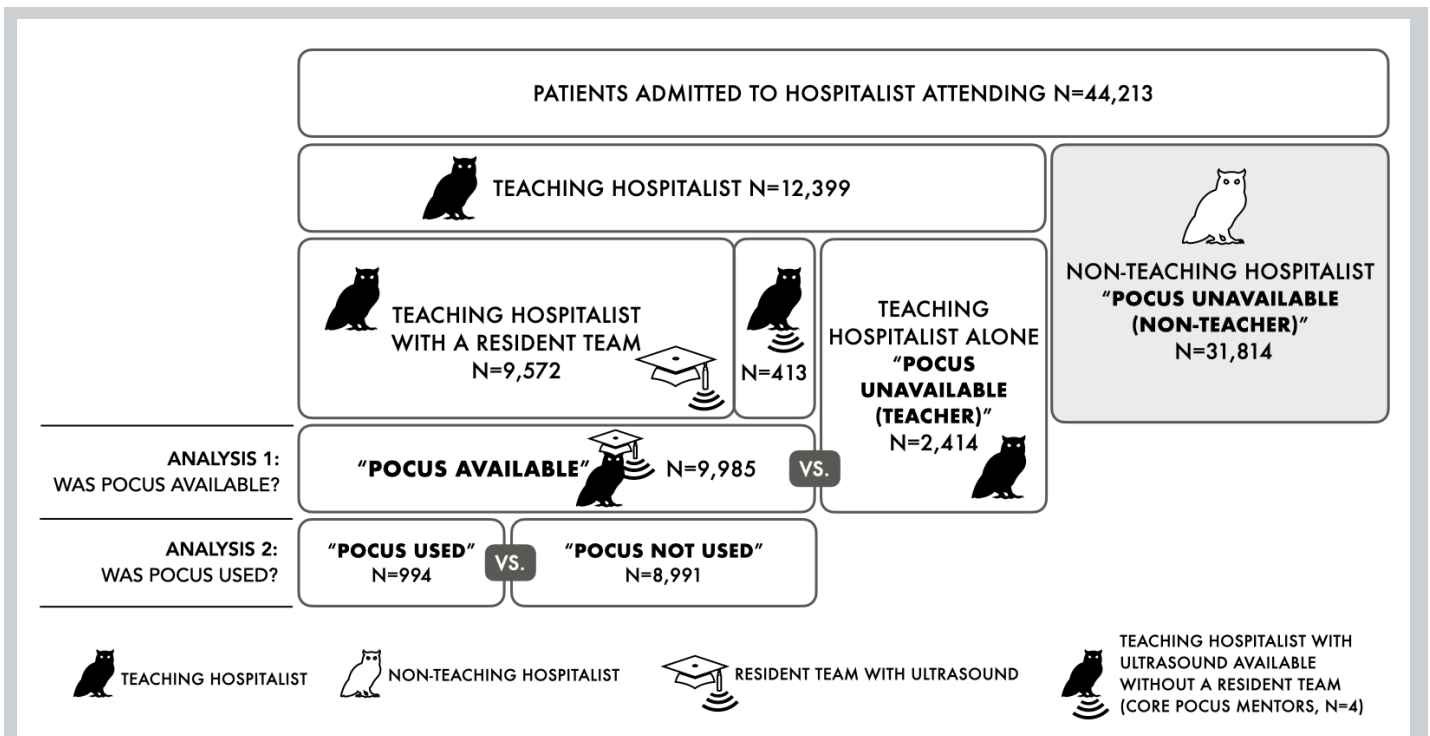 PATIENTS ADMITTED TO HOSPITALIST ATTENDING N=44,213
TEACHING HOSPITALIST N=12,399
NON-TEACHING HOSPITALIST
"POCUS UNAVAILABLE
(NON-TEACHER)"
N=31,814
TEACHING HOSPITALIST
WITH A RESIDENT TEAM
N=9,572
N=413
TEACHING
HOSPITALIST ALONE
"POCUS
UNAVAILABLE
(TEACHER)"
N=2,414
ANALYSIS 1:
WAS POCUS AVAILABLE?
"POCUS AVAILABLE" N=9,985
VS.
ANALYSIS 2:
WAS POCUS USED?
"POCUS USED"
N=994
VS.
"POCUS NOT USED"
N=8,991
TEACHING HOSPITALIST
NON-TEACHING HOSPITALIST
RESIDENT TEAM WITH ULTRASOUND
TEACHING HOSPITALIST WITH
ULTRASOUND AVAILABLE
WITHOUT A RESIDENT TEAM
(CORE POCUS MENTORS, N=4)